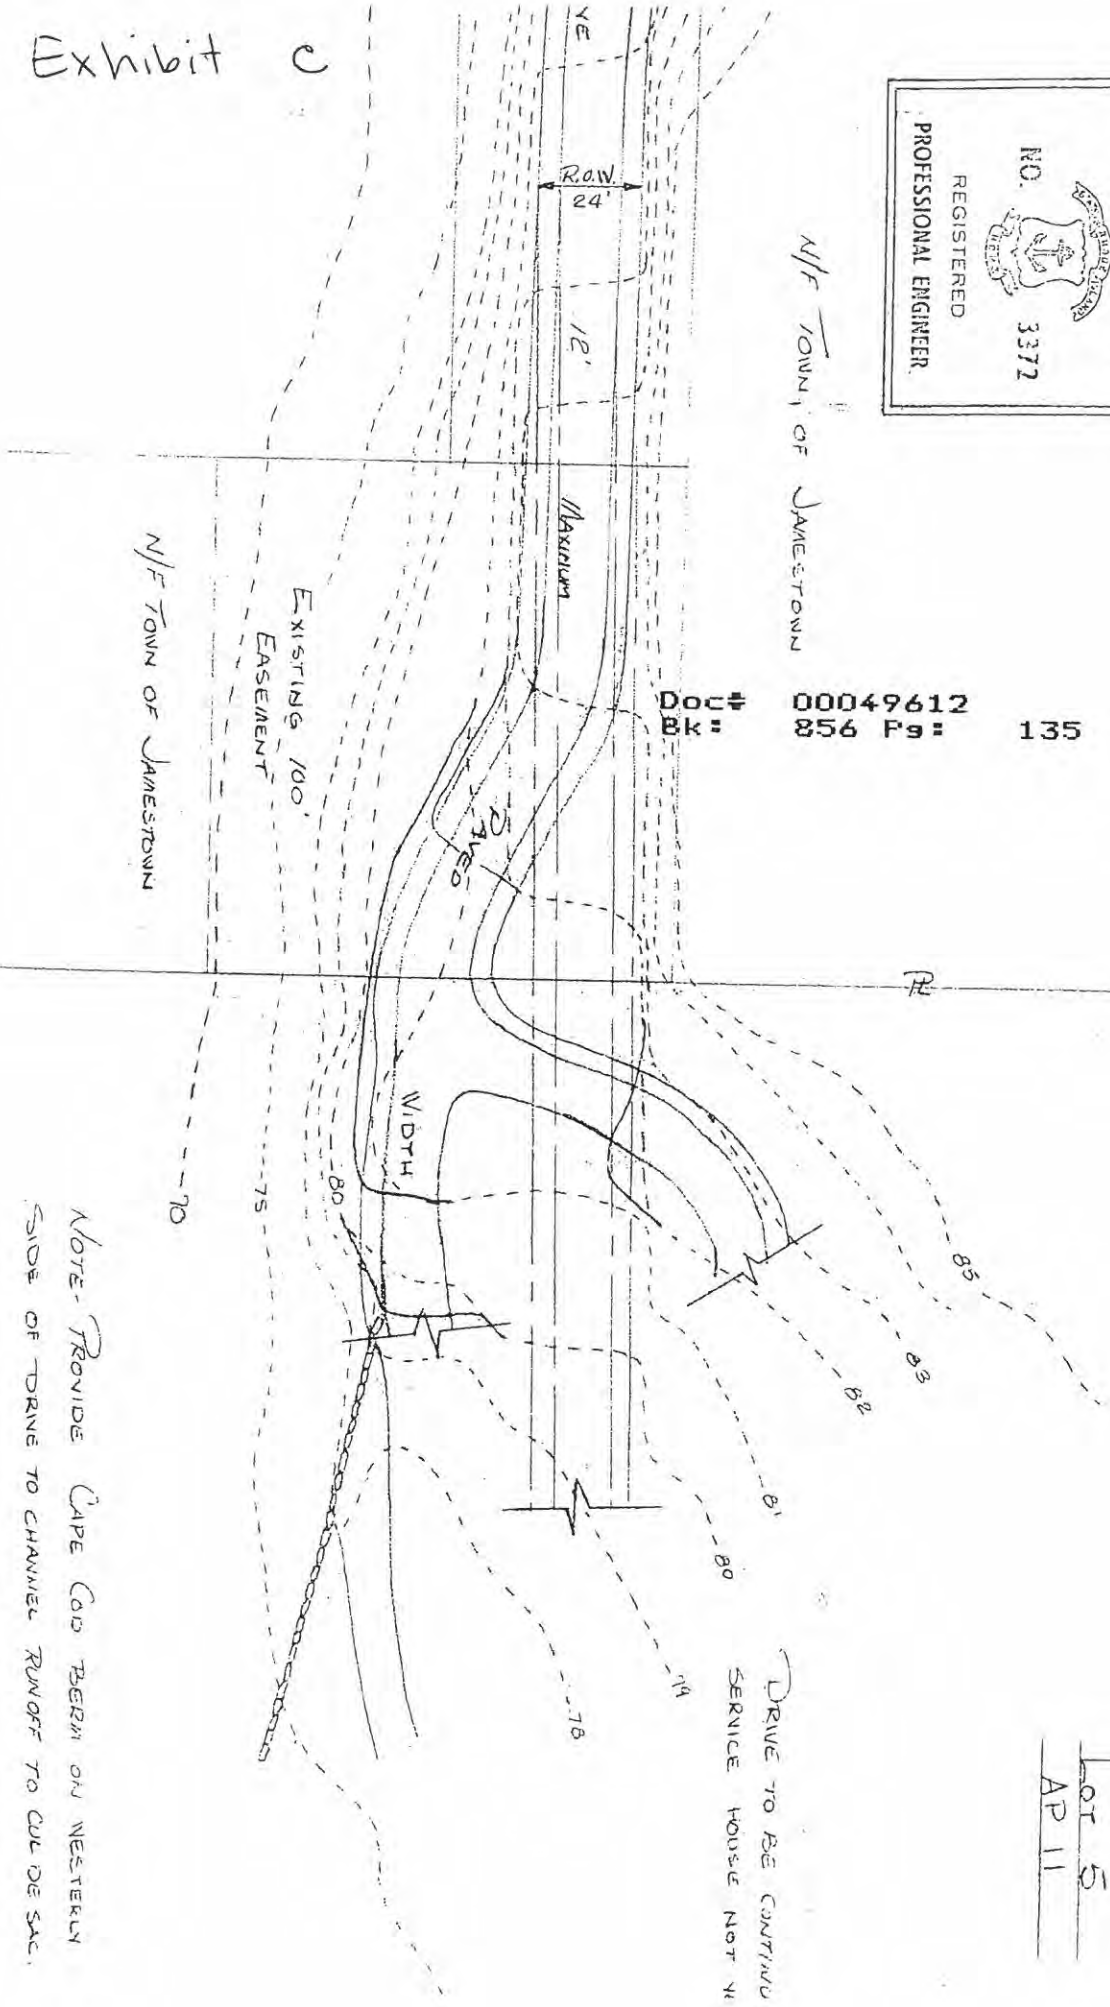 Exhibit C
R.O.W.
24'
NO. 3372
REGISTERED
PROFESSIONAL ENGINEER
N/F TOWN, OF JAMESTOWN
18'
MAXIMUM
PAVED
WIDTH
N/F TOWN OF JAMESTOWN
EXISTING 100'
EASEMENT
Doc# 00049612
Bk: 856 Pg: 135
PL
70
75
80
85
83
82
81
80
79
78
NOTE- PROVIDE CAPE COD BERM ON WESTERLY
SIDE OF DRIVE TO CHANNEL RUNOFF TO CUL DE SAC.
DRIVE TO BE CONTINU
SERVICE HOUSE NOT YE
LOT 5
AP 11